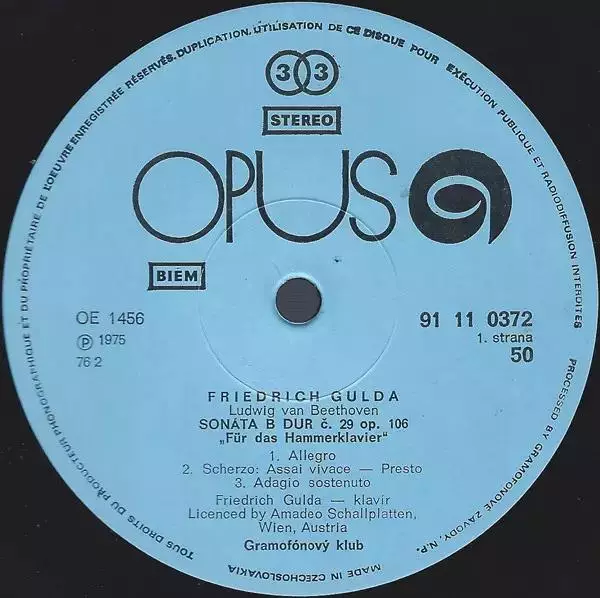 TOUS DROITS DU PRODUCTEUR PHONOGRAPHIQUE ET DU PROPRIÉTAIRE DE L'OEUVRE ENREGISTRÉE RÉSERVÉS. DUPLICATION, UTILISATION DE CE DISQUE POUR EXÉCUTION PUBLIQUE ET RADIODIFFUSION INTERDITES
PROCESSED BY GRAMOFONOVÉ ZÁVODY, N.P.
MADE IN CZECHOSLOVAKIA
33
STEREO
OPUS
BIEM
OE 1456
℗ 1975
76 2
91 11 0372
1. strana
50
FRIEDRICH GULDA
Ludwig van Beethoven
SONÁTA B DUR č. 29 op. 106
„Für das Hammerklavier"
1. Allegro
2. Scherzo: Assai vivace — Presto
3. Adagio sostenuto
Friedrich Gulda — klavír
Licenced by Amadeo Schallplatten,
Wien, Austria
Gramofónový klub